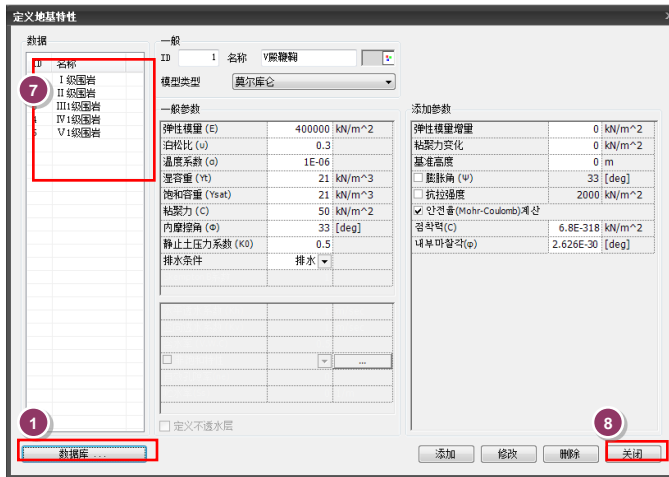 定义地基特性
数据
ID 名称
Ⅰ级围岩
Ⅱ级围岩
Ⅲ1级围岩
Ⅳ1级围岩
Ⅴ1级围岩
7
1
数据库 ...
一般
ID 1 名称 V殿鞭鞫
模型类型 莫尔库仑
一般参数
弹性模量(E) 400000 kN/m^2
泊松比(υ) 0.3
温度系数(α) 1E-06
湿容重(Yt) 21 kN/m^3
饱和容重(Ysat) 21 kN/m^3
粘聚力(C) 50 kN/m^2
内摩擦角(Φ) 33 [deg]
静止土压力系数(K0) 0.5
排水条件 排水
...
定义不透水层
添加参数
弹性模量增量 0 kN/m^2
粘聚力变化 0 kN/m^2
基准高度 0 m
膨胀角(Ψ) 33 [deg]
抗拉强度 2000 kN/m^2
안전율(Mohr-Coulomb)계산
점착력(C) 6.8E-318 kN/m^2
내부마찰각(φ) 2.626E-30 [deg]
8
添加 修改 删除 关闭